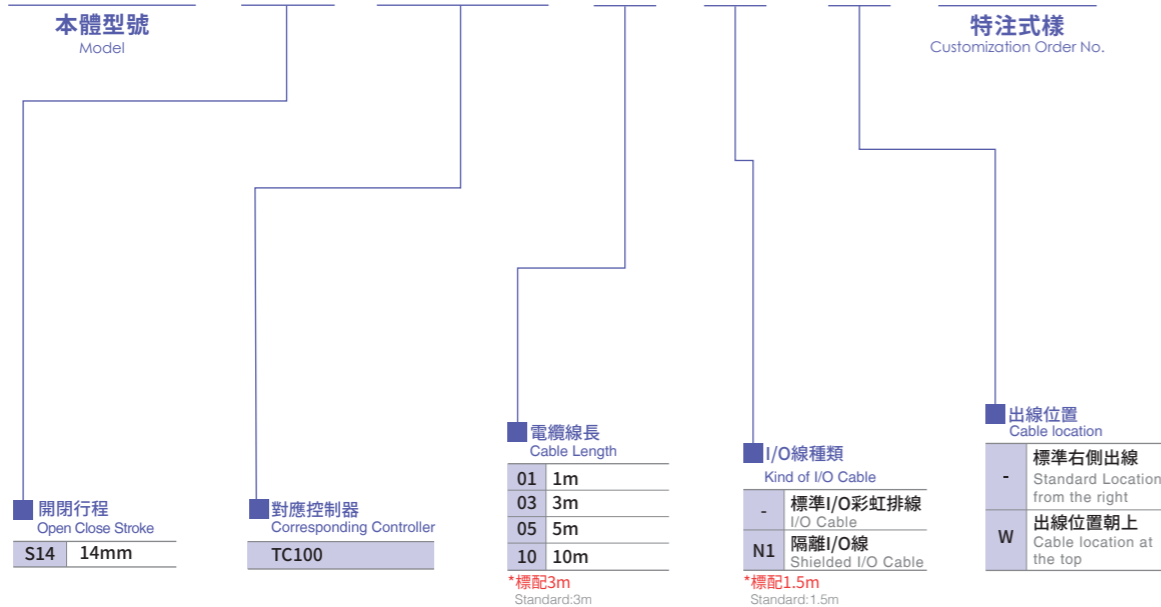 本體型號
Model
特注式樣
Customization Order No.
開閉行程
Open Close Stroke
S14 14mm
對應控制器
Corresponding Controller
TC100
電纜線長
Cable Length
01 1m
03 3m
05 5m
10 10m
*標配3m
Standard:3m
I/O線種類
Kind of I/O Cable
- 標準I/O彩虹排線
I/O Cable
N1 隔離I/O線
Shielded I/O Cable
*標配1.5m
Standard:1.5m
出線位置
Cable location
- 標準右側出線
Standard Location
from the right
W 出線位置朝上
Cable location at
the top